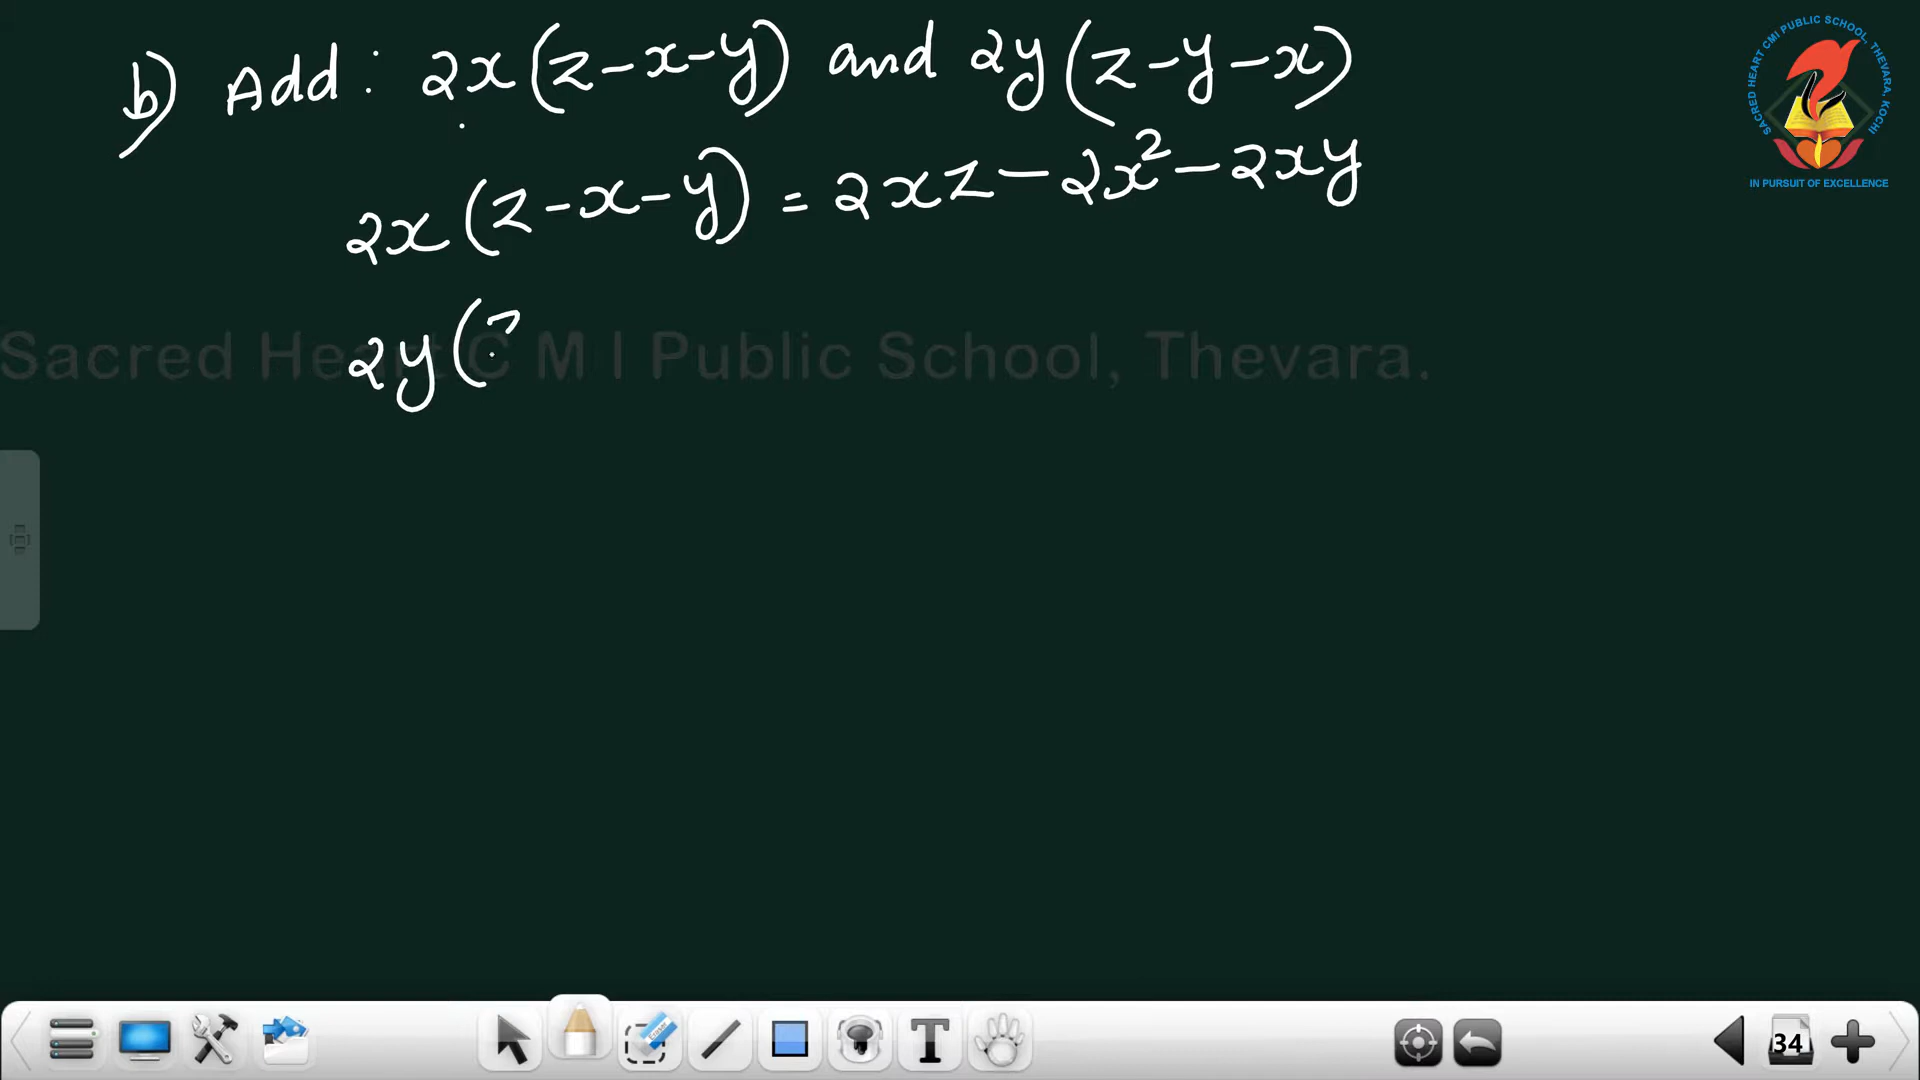 b) Add : 2x(z-x-y) and 2y(z-y-x)
2x(z-x-y) = 2xz - 2x² - 2xy
2y(
Sacred Heart C M I Public School, Thevara.
SACRED HEART CMI PUBLIC SCHOOL, THEVARA, KOCHI
IN PURSUIT OF EXCELLENCE
Eraser
T
34